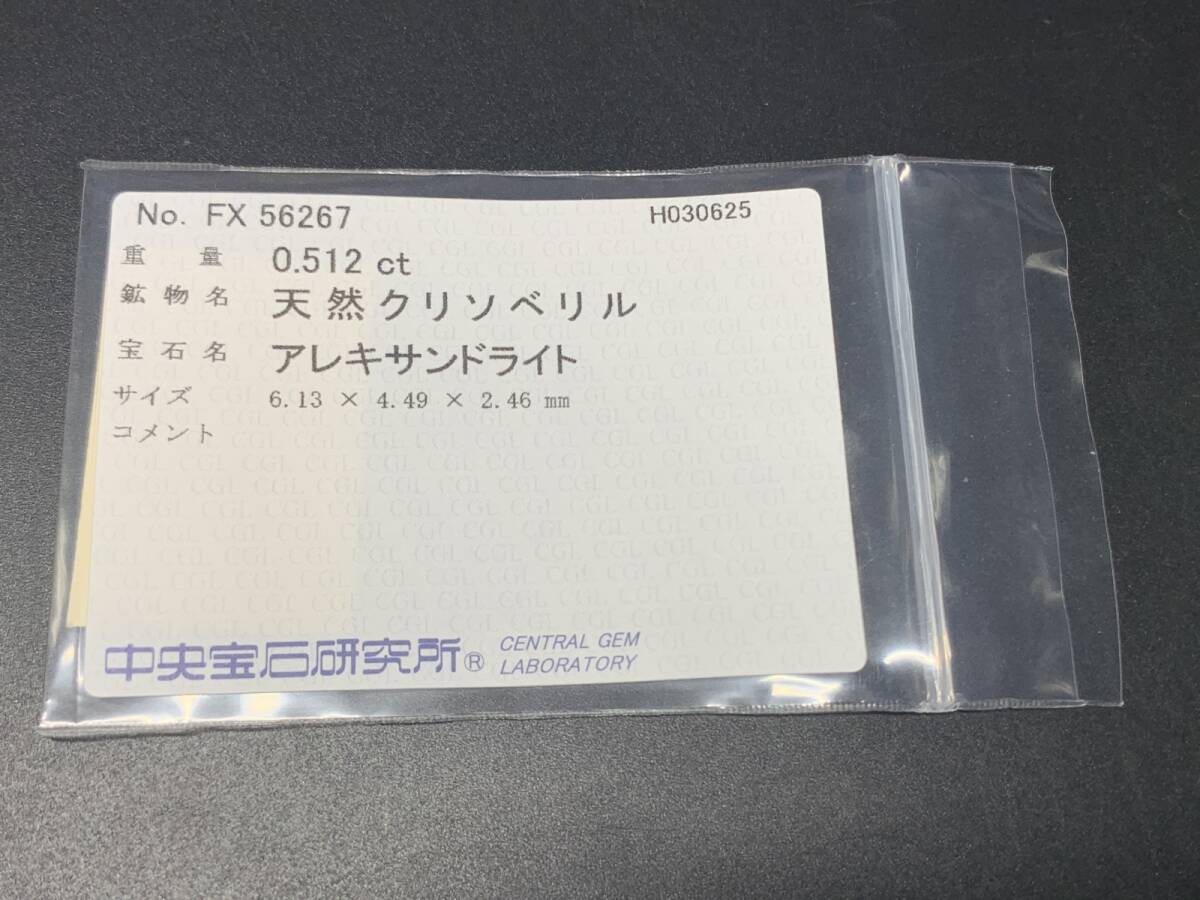 No. FX 56267 H030625
重量 0.512 ct
鉱物名 天然クリソベリル
宝石名 アレキサンドライト
サイズ 6.13 × 4.49 × 2.46 mm
コメント
中央宝石研究所® CENTRAL GEM
LABORATORY